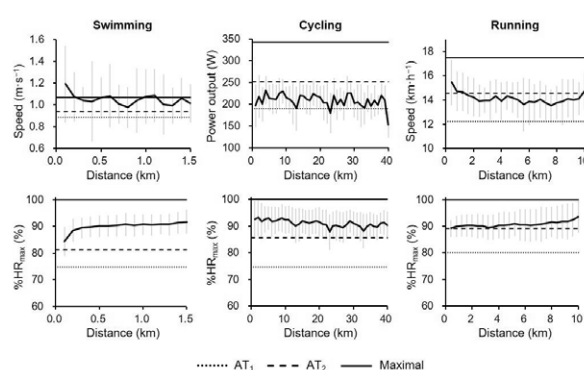 Swimming Cycling Running
Speed (m·s⁻¹)
1.6
1.4
1.2
1.0
0.8
0.6
0.0 0.5 1.0 1.5
Distance (km)
Power output (W)
350
300
250
200
150
100
0 10 20 30 40
Distance (km)
Speed (km·h⁻¹)
18
16
14
12
10
0 2 4 6 8 10
Distance (km)
%HRmax (%)
100
90
80
70
60
0.0 0.5 1.0 1.5
Distance (km)
%HRmax (%)
100
90
80
70
60
0 10 20 30 40
Distance (km)
%HRmax (%)
100
90
80
70
60
0 2 4 6 8 10
Distance (km)
AT₁ AT₂ Maximal